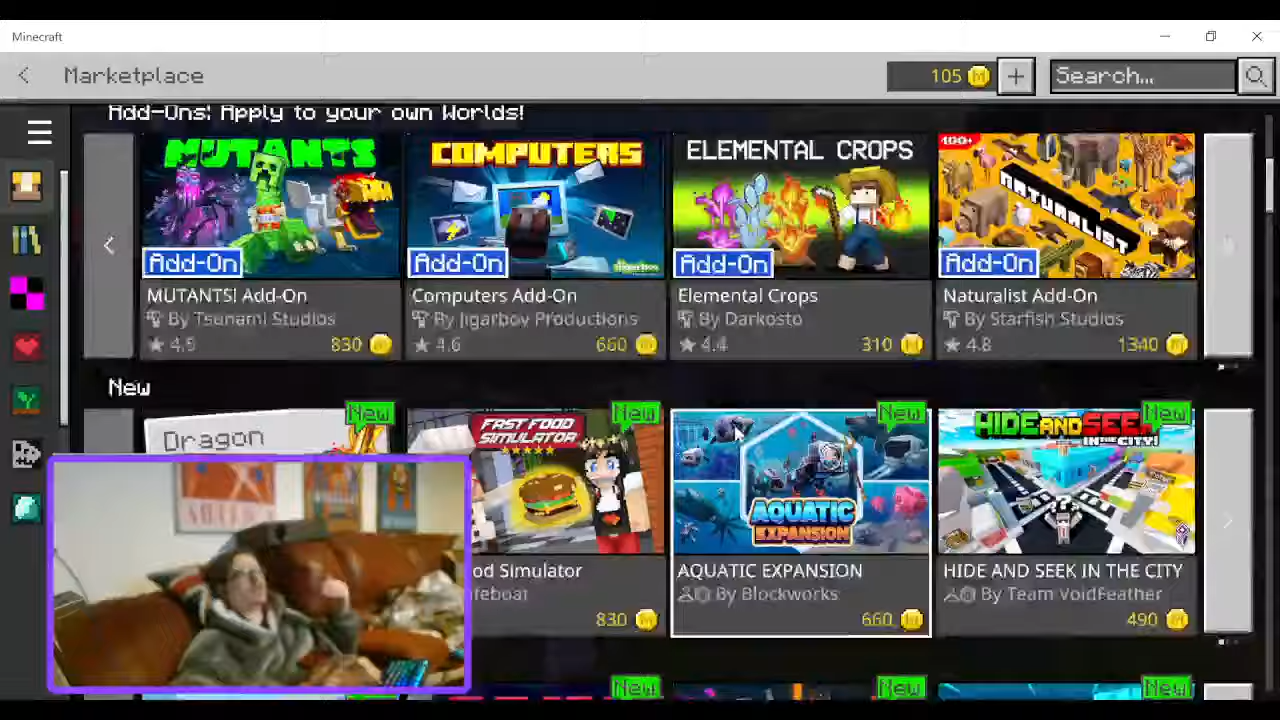 Minecraft
Marketplace
105
Search...
Add-Ons! Apply to your own Worlds!
MUTANTS
COMPUTERS
ELEMENTAL CROPS
100+
NATURALIST
Add-On
Add-On
Add-On
Add-On
MUTANTS! Add-On
Computers Add-On
Elemental Crops
Naturalist Add-On
By Tsunami Studios
By Jigarbov Productions
By Darkosto
By Starfish Studios
4.5
830
4.6
660
4.4
310
4.8
1340
New
New
New
New
New
Dragon
FAST FOOD
SIMULATOR
AQUATIC
EXPANSION
HIDE AND SEEK
IN THE CITY!
od Simulator
AQUATIC EXPANSION
HIDE AND SEEK IN THE CITY
feboat
By Blockworks
By Team VoidFeather
830
660
490
New
New
New